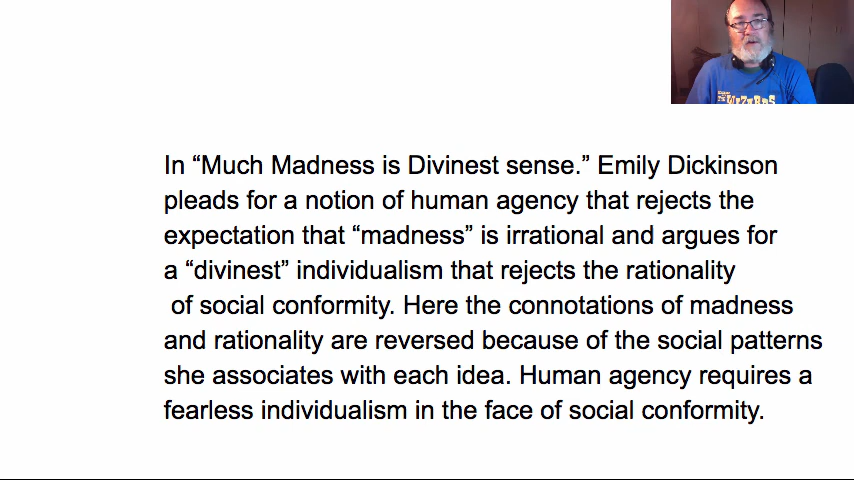 In “Much Madness is Divinest sense.” Emily Dickinson
pleads for a notion of human agency that rejects the
expectation that “madness” is irrational and argues for
a “divinest” individualism that rejects the rationality
of social conformity. Here the connotations of madness
and rationality are reversed because of the social patterns
she associates with each idea. Human agency requires a
fearless individualism in the face of social conformity.